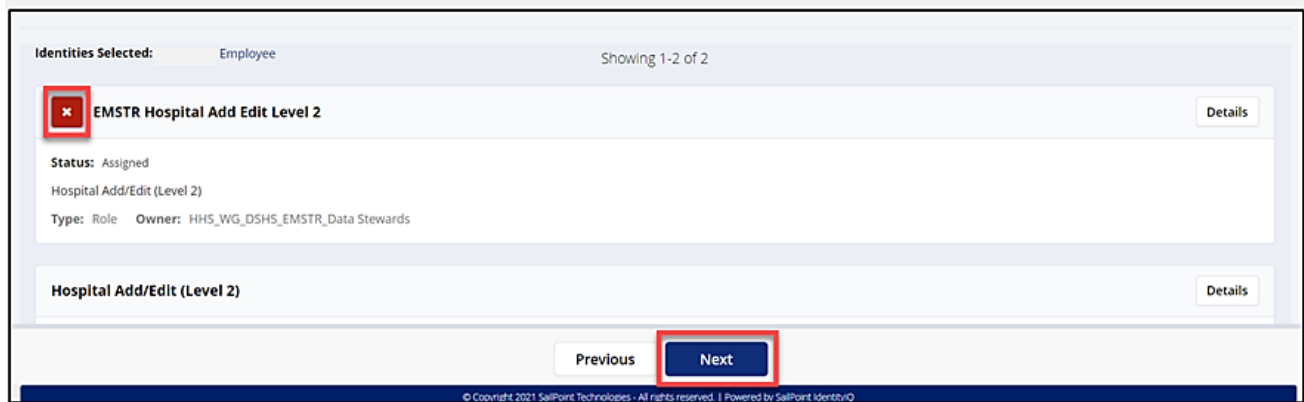 Identities Selected: Employee
Showing 1-2 of 2
EMSTR Hospital Add Edit Level 2
Details
Status: Assigned
Hospital Add/Edit (Level 2)
Type: Role Owner: HHS_WG_DSHS_EMSTR_Data Stewards
Hospital Add/Edit (Level 2)
Details
Previous
Next
© Copyright 2021 SailPoint Technologies - All rights reserved. | Powered by SailPoint IdentityIQ